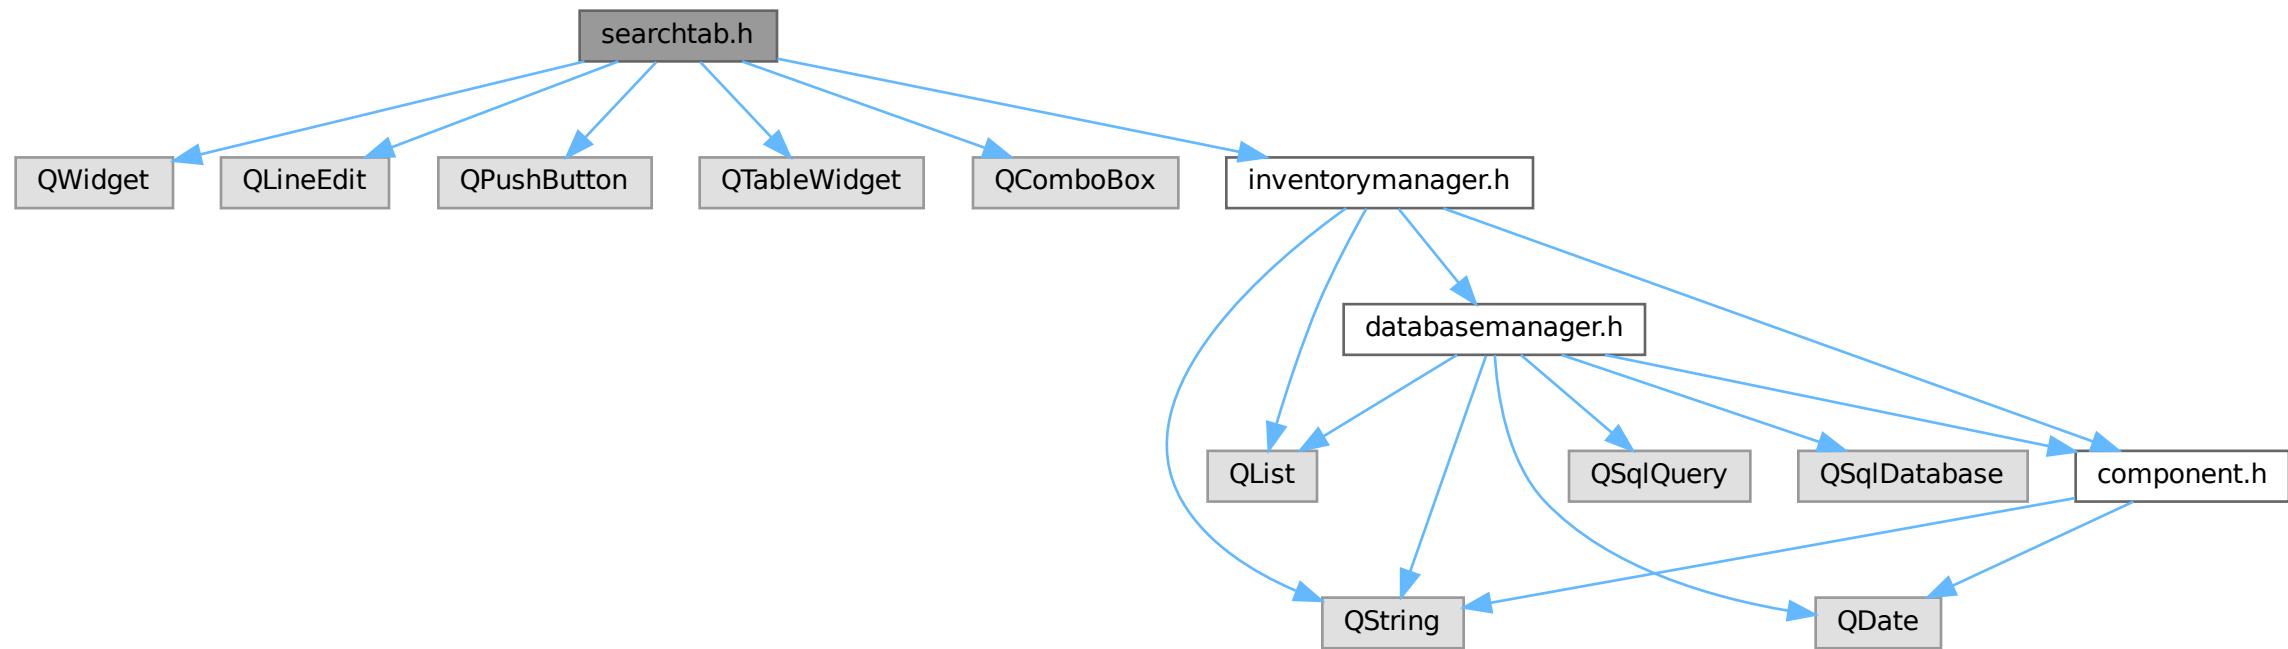 searchtab.h
QWidget
QLineEdit
QPushButton
QTableWidget
QComboBox
inventorymanager.h
databasemanager.h
QList
QSqlQuery
QSqlDatabase
component.h
QString
QDate